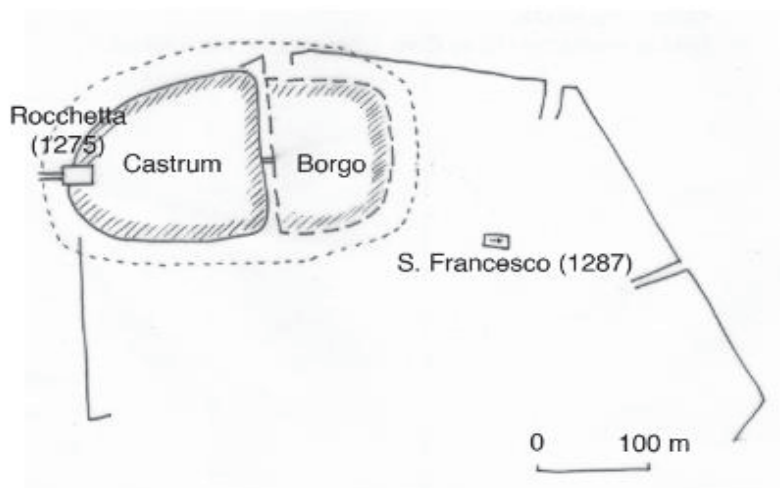 Rocchetta
(1275)
Castrum
Borgo
S. Francesco (1287)
0 100 m